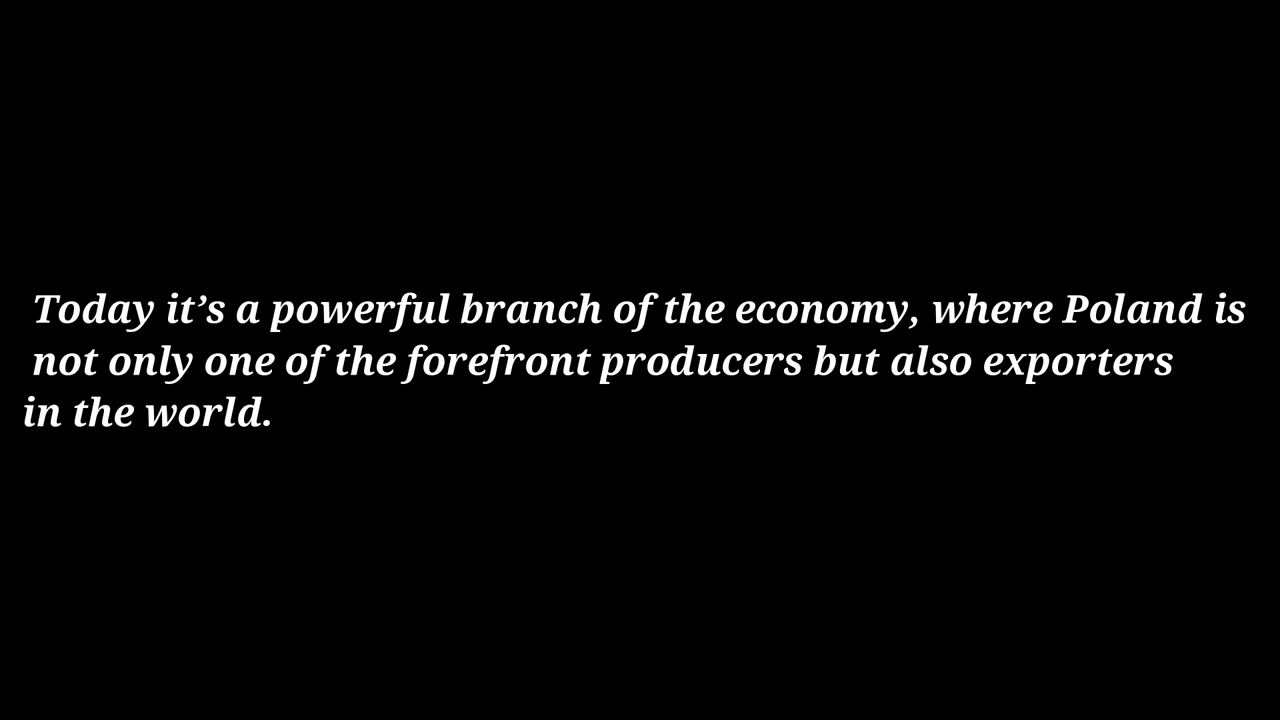 Today it’s a powerful branch of the economy, where Poland is
not only one of the forefront producers but also exporters
in the world.